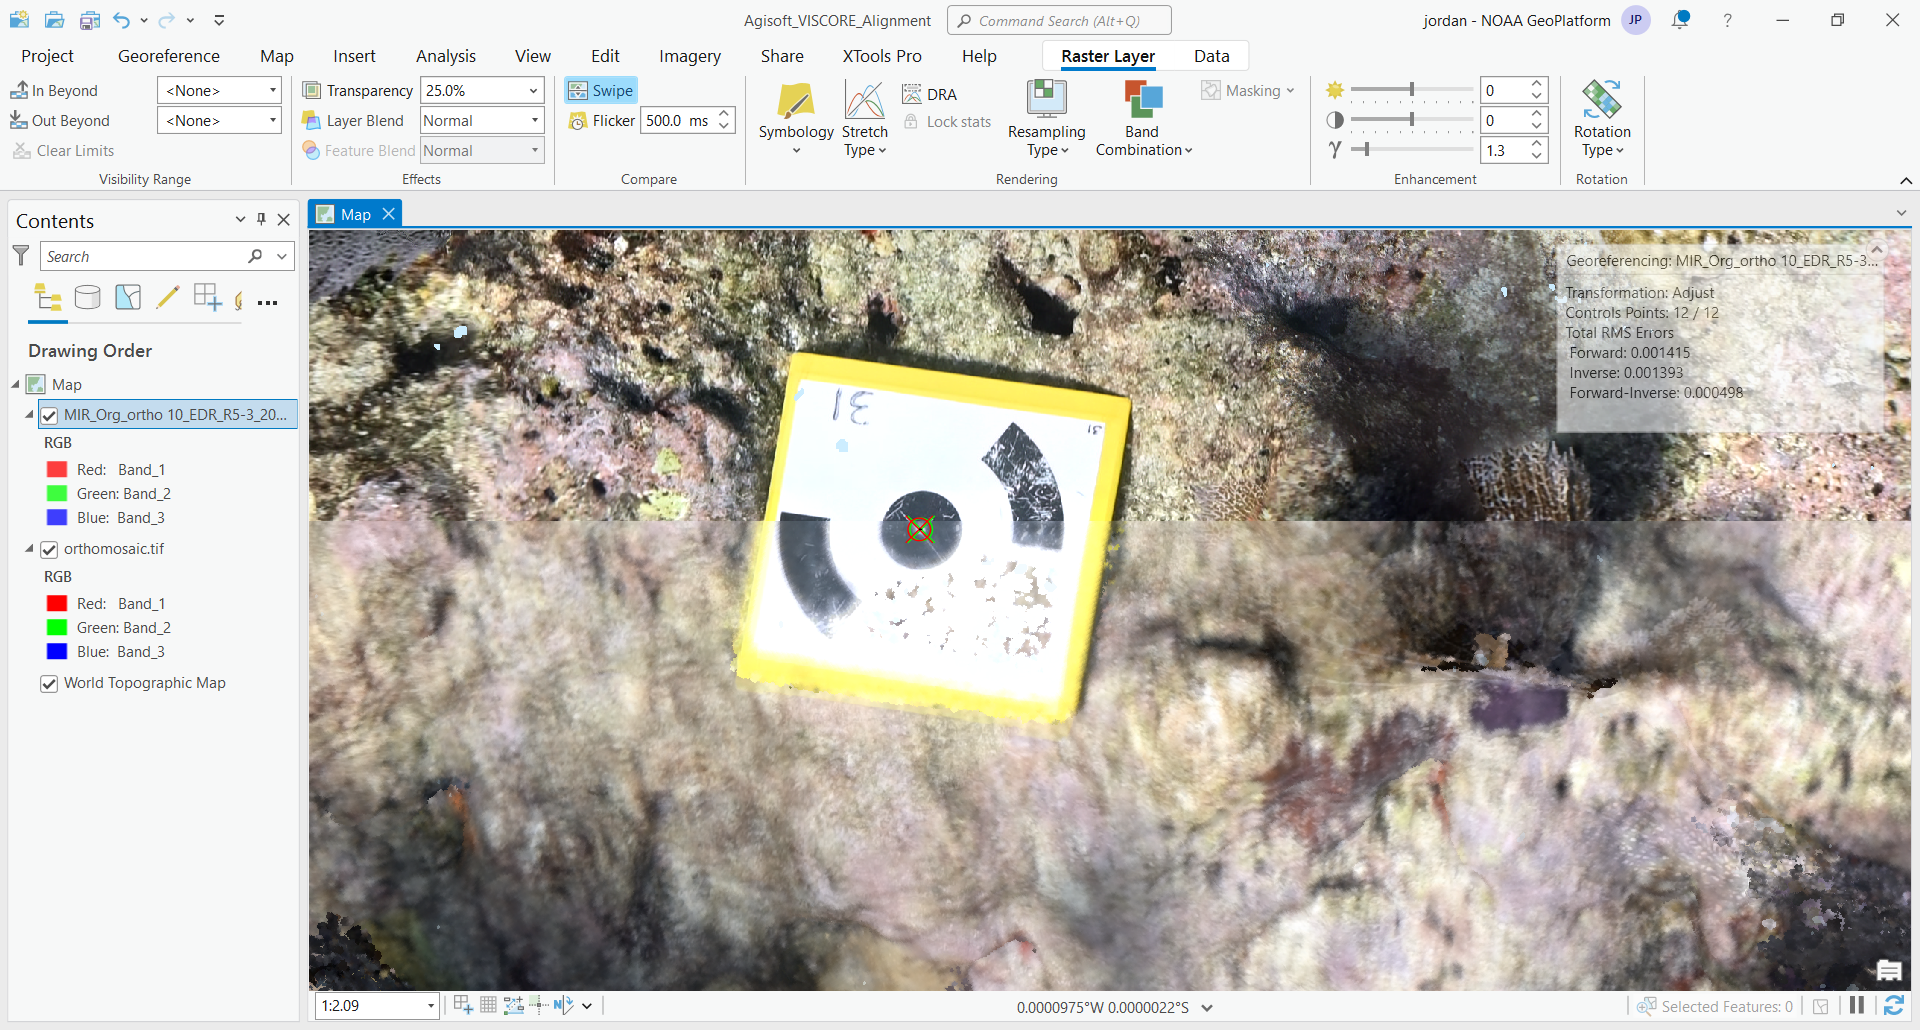 Agisoft_VISCORE_Alignment
Command Search (Alt+Q)
jordan - NOAA GeoPlatform
JP
?
Project
Georeference
Map
Insert
Analysis
View
Edit
Imagery
Share
XTools Pro
Help
Raster Layer
Data
In Beyond
<None>
Out Beyond
<None>
Clear Limits
Visibility Range
Transparency
25.0%
Layer Blend
Normal
Feature Blend
Normal
Effects
Swipe
Flicker
500.0 ms
Compare
Symbology
Stretch
Type
DRA
Lock stats
Resampling
Type
Band
Combination
Masking
Rendering
0
0
γ
1.3
Enhancement
Rotation
Type
Rotation
Contents
Search
Drawing Order
Map
MIR_Org_ortho 10_EDR_R5-3_20...
RGB
Red: Band_1
Green: Band_2
Blue: Band_3
orthomosaic.tif
RGB
Red: Band_1
Green: Band_2
Blue: Band_3
World Topographic Map
Map
Georeferencing: MIR_Org_ortho 10_EDR_R5-3...
Transformation: Adjust
Controls Points: 12 / 12
Total RMS Errors
Forward: 0.001415
Inverse: 0.001393
Forward-Inverse: 0.000498
31
31
1:2.09
N
0.0000975°W 0.0000022°S
Selected Features: 0